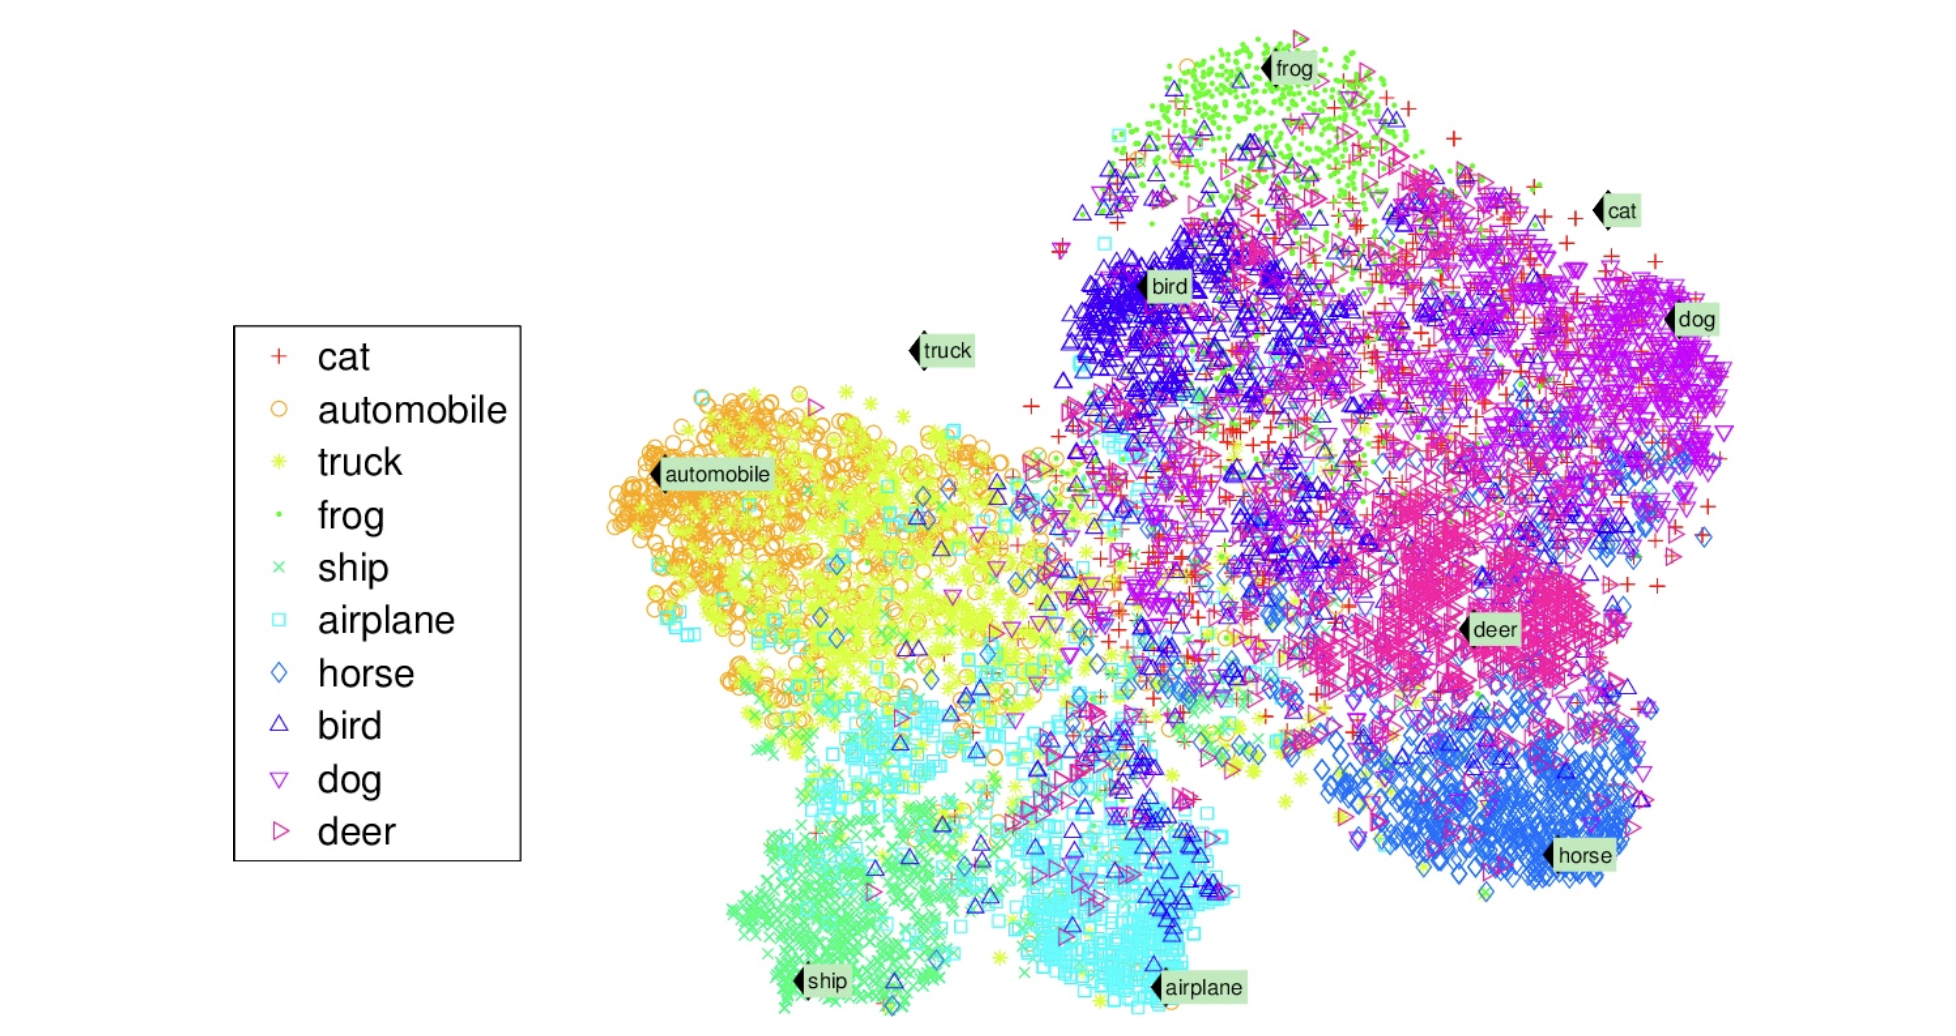 cat
automobile
truck
frog
ship
airplane
horse
bird
dog
deer
frog
cat
bird
dog
truck
automobile
deer
horse
ship
airplane